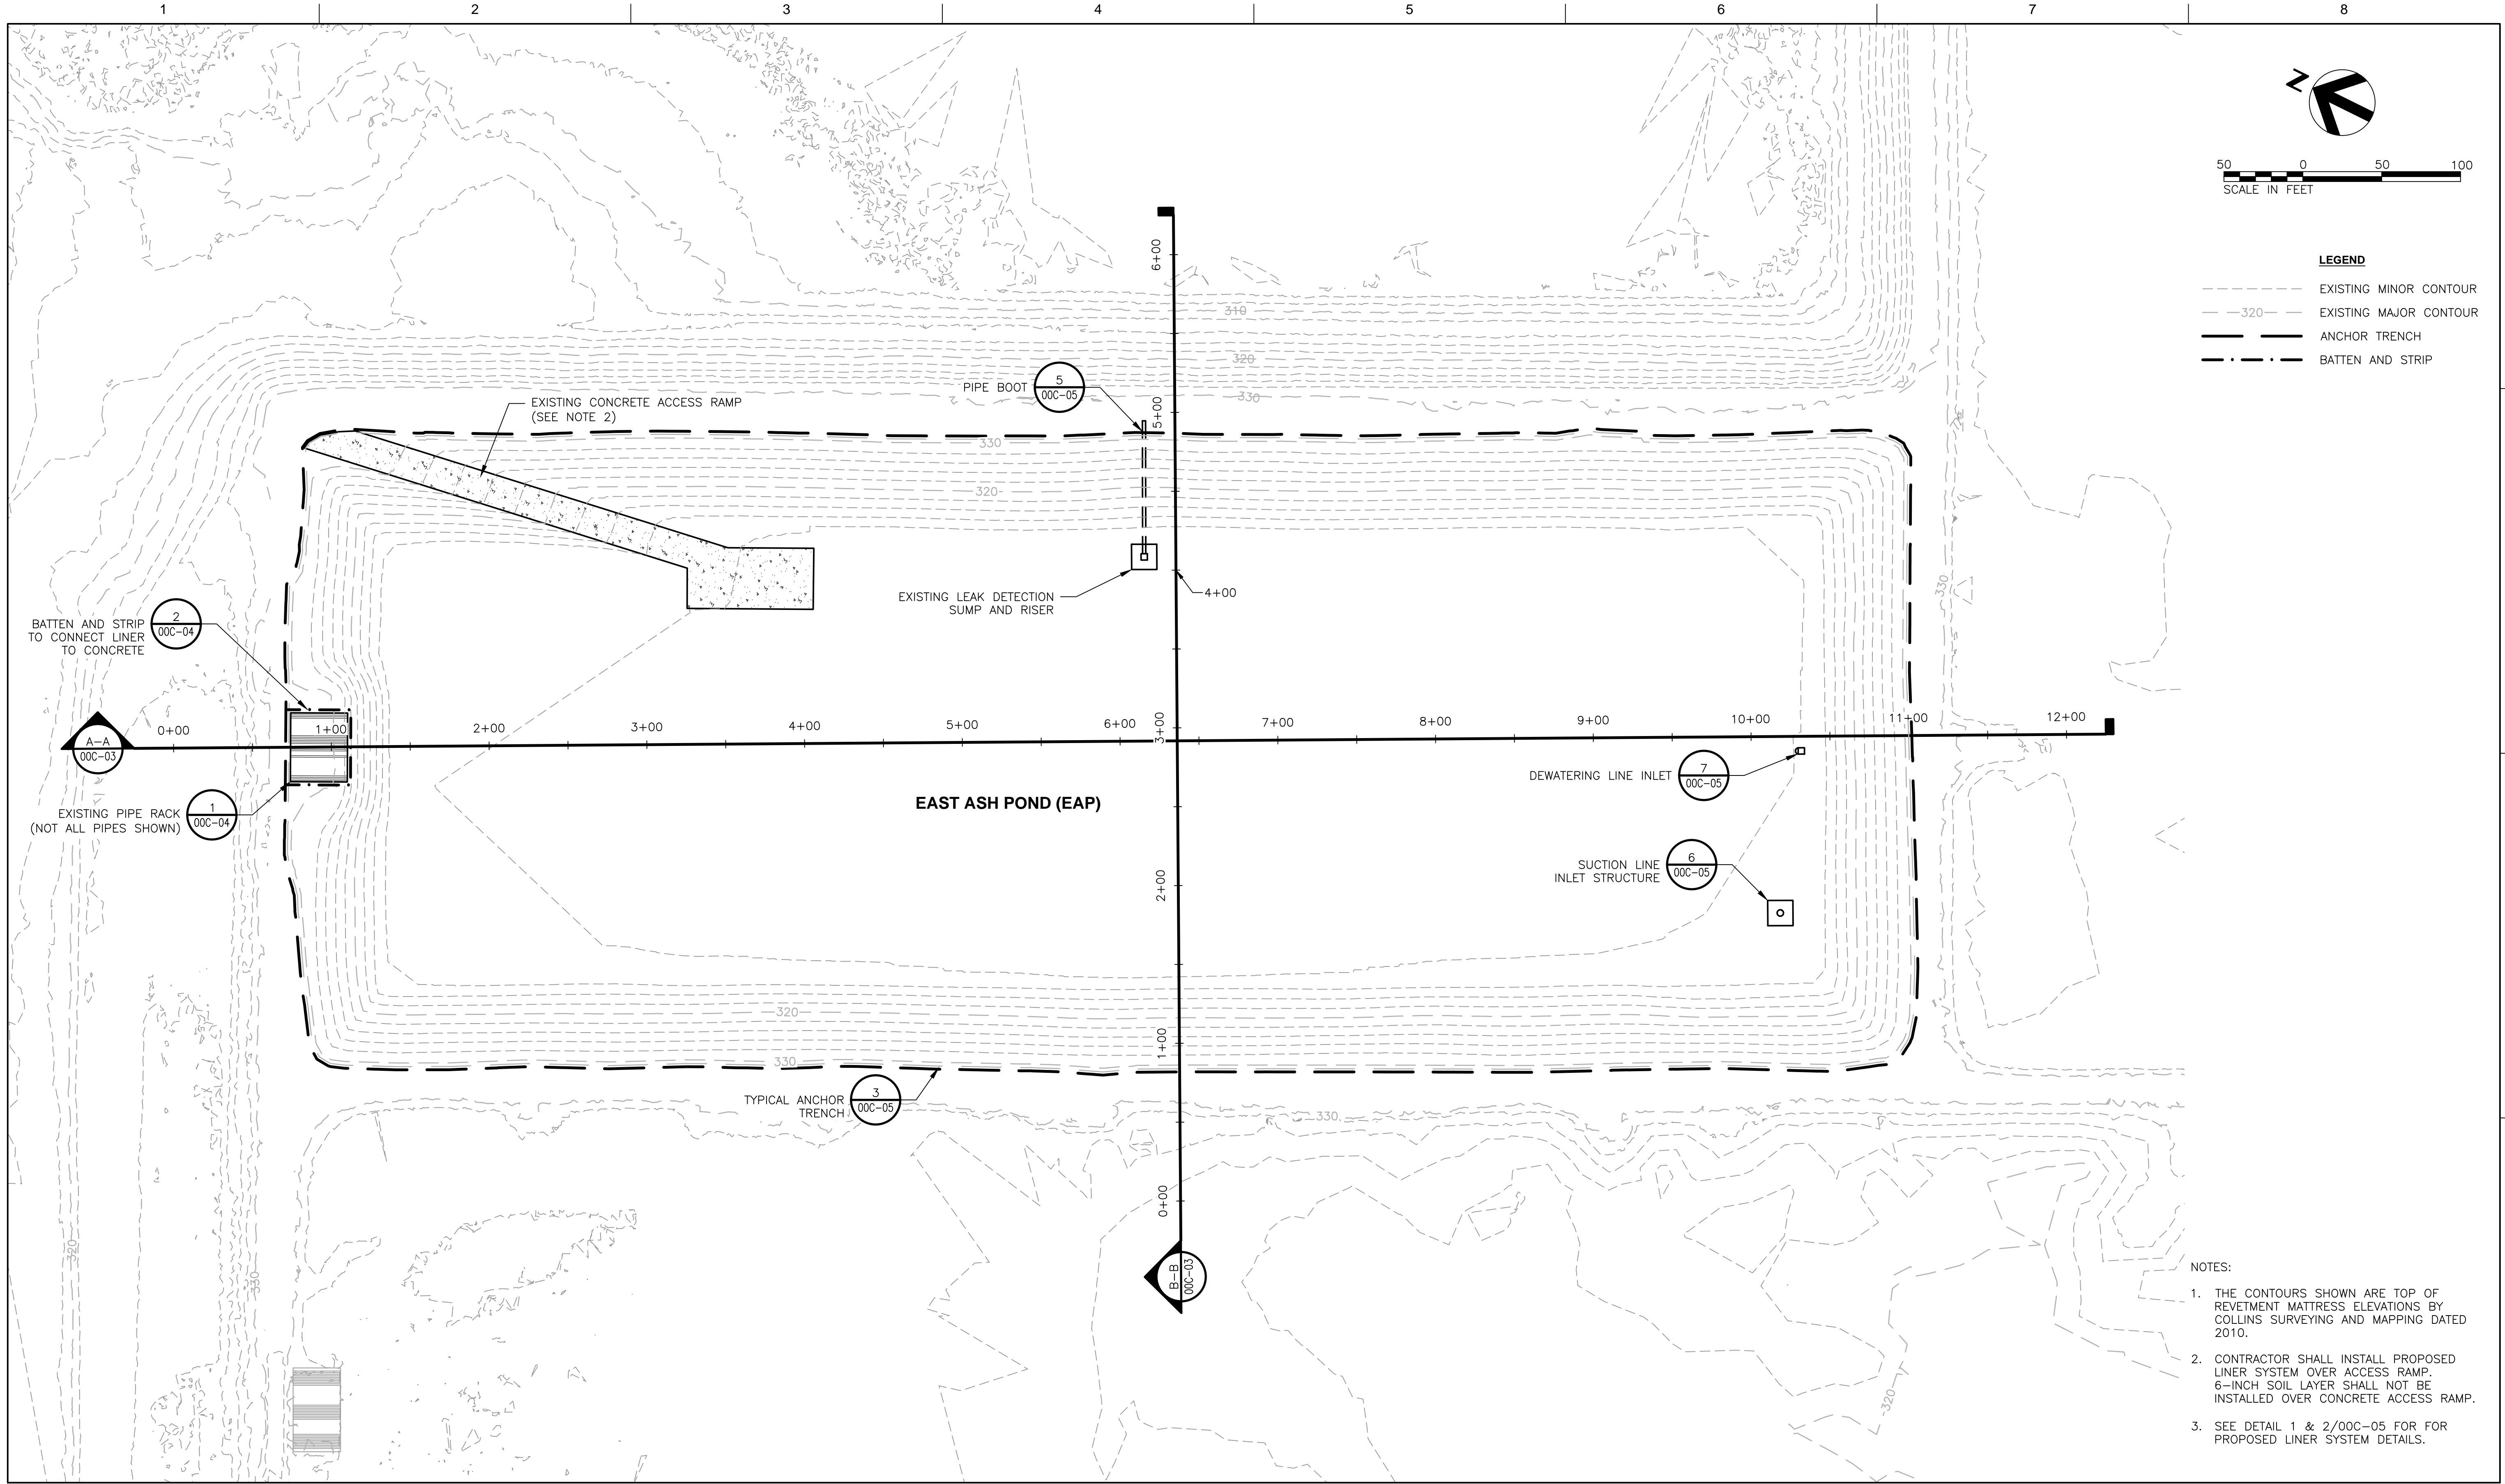 1 2 3 4 5 6 7 8
N
50 0 50 100
SCALE IN FEET
LEGEND
EXISTING MINOR CONTOUR
320 EXISTING MAJOR CONTOUR
ANCHOR TRENCH
BATTEN AND STRIP
6+00
310
320
330
5
00C-05
PIPE BOOT
5+00
EXISTING CONCRETE ACCESS RAMP
(SEE NOTE 2)
330
320
EXISTING LEAK DETECTION
SUMP AND RISER
4+00
330
2
00C-04
BATTEN AND STRIP
TO CONNECT LINER
TO CONCRETE
A-A
00C-03
0+00 1+00 2+00 3+00 4+00 5+00 6+00 7+00 8+00 9+00 10+00 11+00 12+00
3+00
1
00C-04
EXISTING PIPE RACK
(NOT ALL PIPES SHOWN)
EAST ASH POND (EAP)
DEWATERING LINE INLET
7
00C-05
SUCTION LINE
INLET STRUCTURE
6
00C-05
2+00
320
1+00
330
TYPICAL ANCHOR
TRENCH
3
00C-05
330
0+00
B-B
00C-03
320
330
320
NOTES:
1. THE CONTOURS SHOWN ARE TOP OF
REVETMENT MATTRESS ELEVATIONS BY
COLLINS SURVEYING AND MAPPING DATED
2010.
2. CONTRACTOR SHALL INSTALL PROPOSED
LINER SYSTEM OVER ACCESS RAMP.
6-INCH SOIL LAYER SHALL NOT BE
INSTALLED OVER CONCRETE ACCESS RAMP.
3. SEE DETAIL 1 & 2/00C-05 FOR FOR
PROPOSED LINER SYSTEM DETAILS.